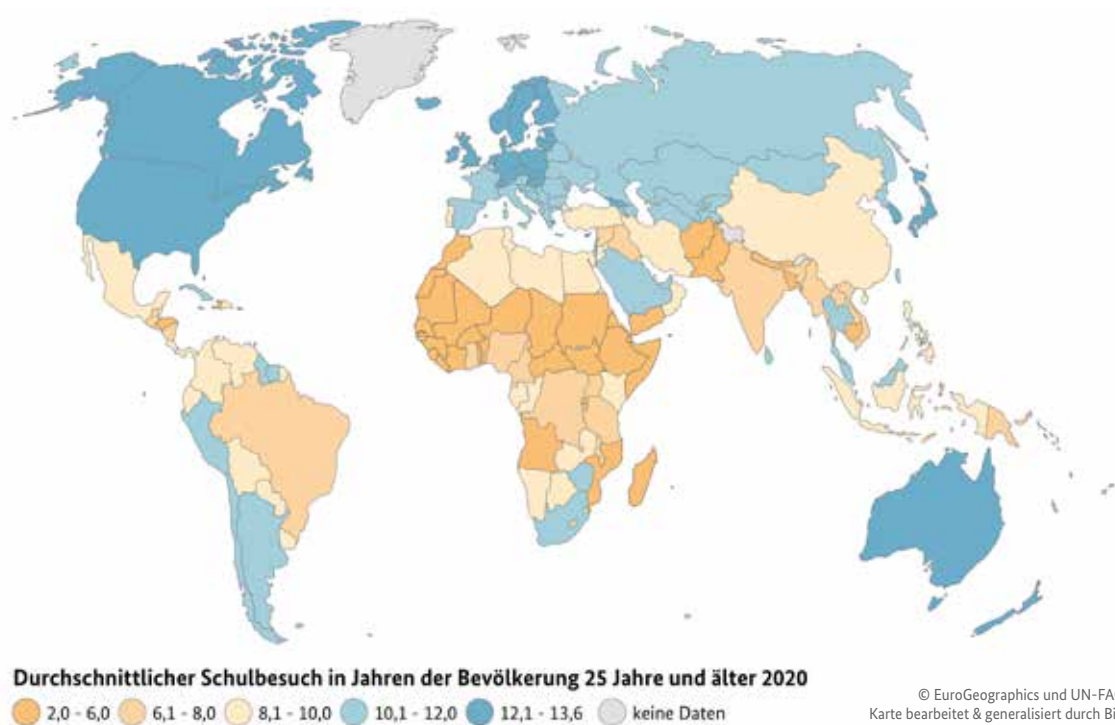 Durchschnittlicher Schulbesuch in Jahren der Bevölkerung 25 Jahre und älter 2020
2,0 - 6,0 6,1 - 8,0 8,1 - 10,0 10,1 - 12,0 12,1 - 13,6 keine Daten
© EuroGeographics und UN-FA
Karte bearbeitet & generalisiert durch Bi